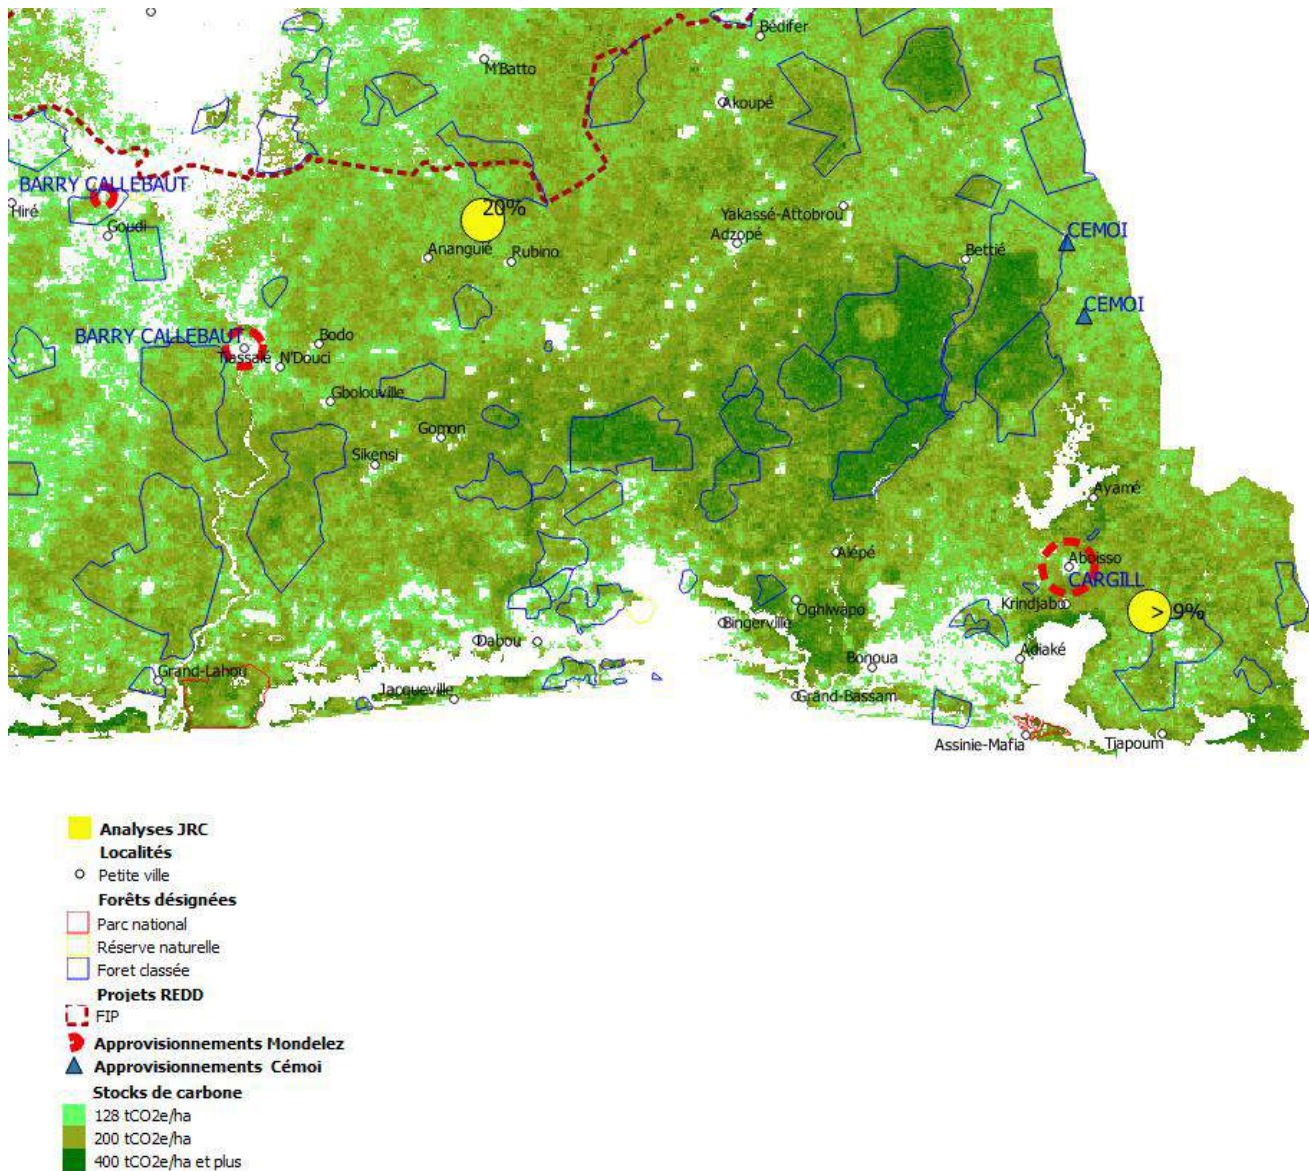 Bédifer
M'Batto
Akoupé
BARRY CALLEBAUT
Hiré
Goudi
20%
Yakassé-Attobrou
Adzopé
CEMOI
Ananguié
Rubino
Bettié
CEMOI
BARRY CALLEBAUT
Bodo
Tiassalé
N'Douci
Gbolouville
Gomon
Sikensi
Ayamé
Alépé
Aboisso
CARGILL
Krindjabo
> 9%
Oghlwapo
Bingerville
Dabou
Bonoua
Adiaké
Grand-Lahou
Jacqueville
Grand-Bassam
Assinie-Mafia
Tiapoum
Analyses JRC
Localités
Petite ville
Forêts désignées
Parc national
Réserve naturelle
Foret classée
Projets REDD
FIP
Approvisionnements Mondelez
Approvisionnements Cémoi
Stocks de carbone
128 tCO2e/ha
200 tCO2e/ha
400 tCO2e/ha et plus